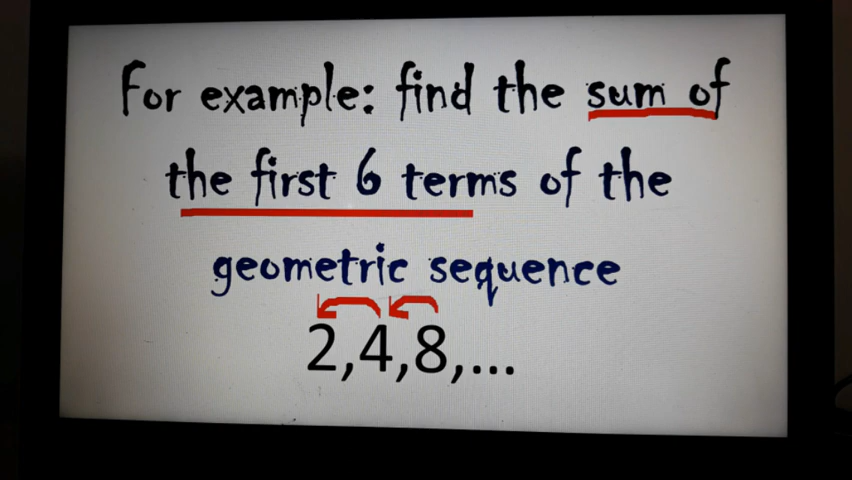 For example: find the sum of
the first 6 terms of the
geometric sequence
2,4,8,...